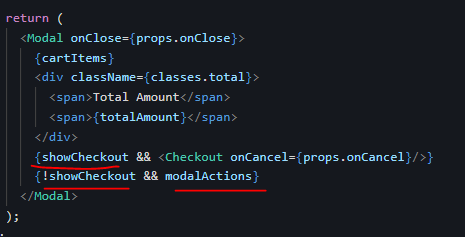 return (
<Modal onClose={props.onClose}>
{cartItems}
<div className={classes.total}>
<span>Total Amount</span>
<span>{totalAmount}</span>
</div>
{showCheckout && <Checkout onCancel={props.onCancel}/>}
{!showCheckout && modalActions}
</Modal>
);